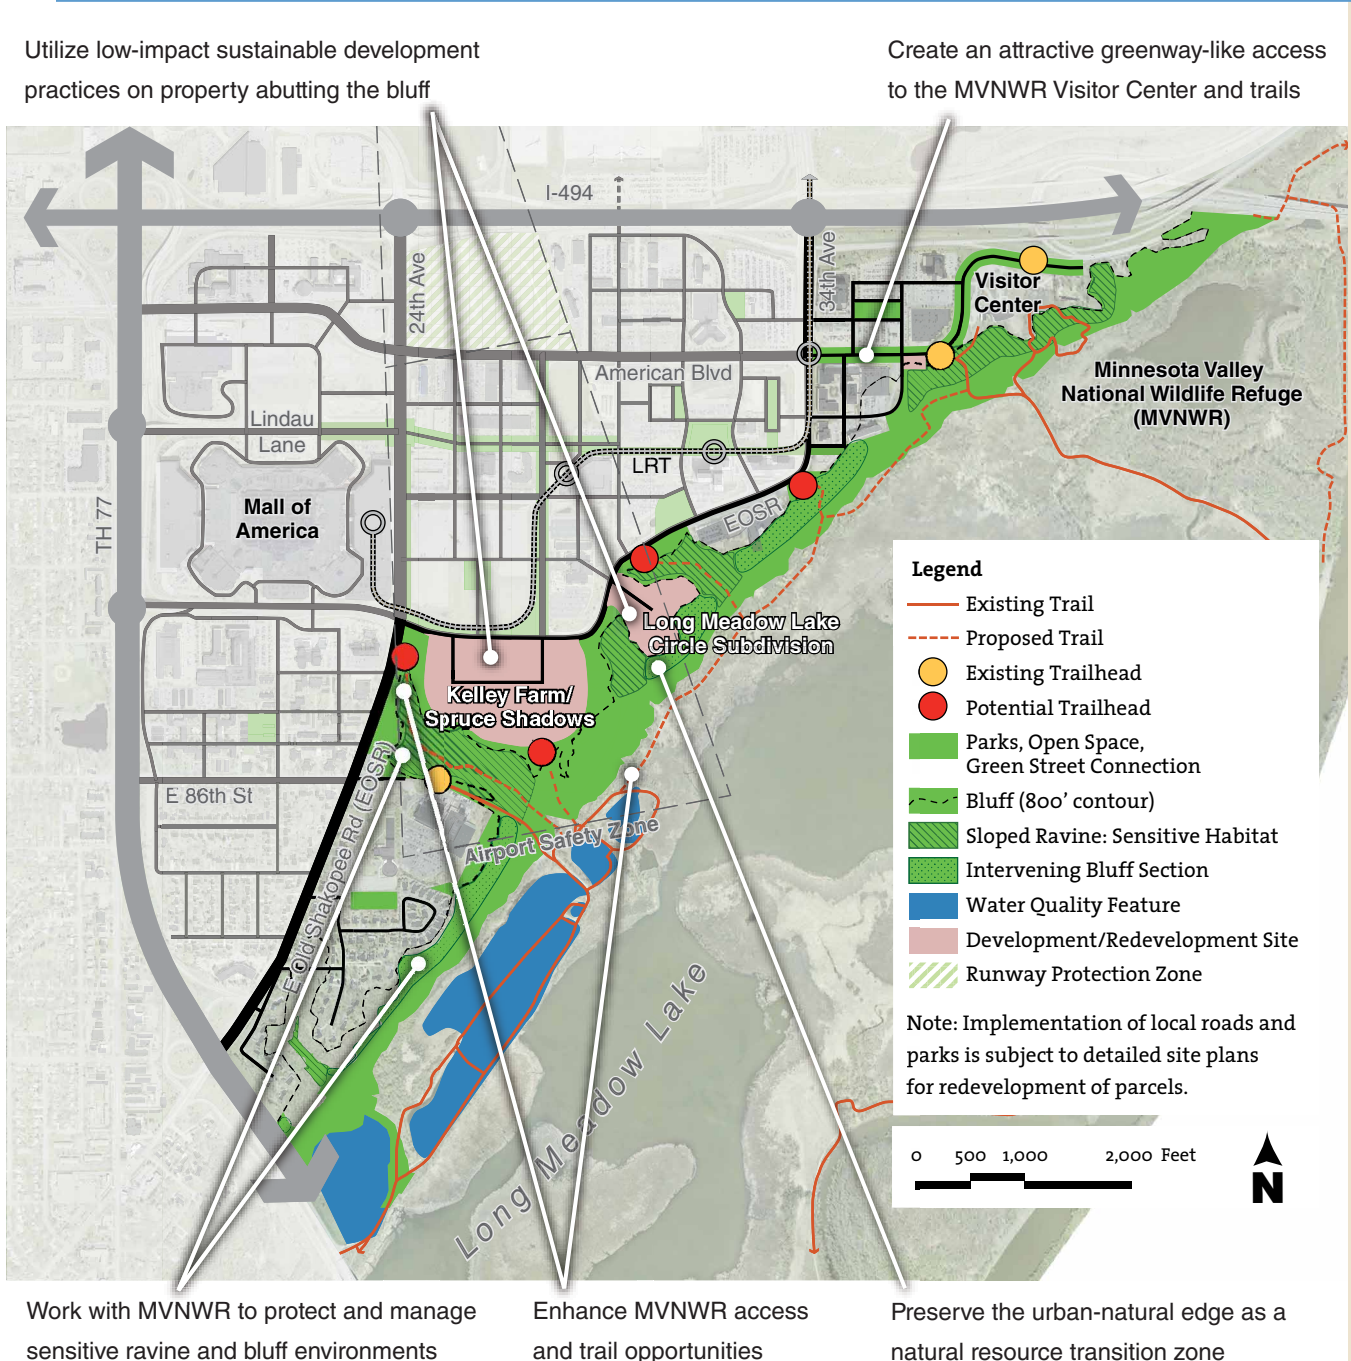 Utilize low-impact sustainable development
practices on property abutting the bluff
Create an attractive greenway-like access
to the MVNWR Visitor Center and trails
I-494
24th Ave
34th Ave
Visitor
Center
American Blvd
Minnesota Valley
National Wildlife Refuge
(MVNWR)
Lindau
Lane
LRT
Mall of
America
TH 77
EOSR
Long Meadow Lake
Circle Subdivision
Kelley Farm/
Spruce Shadows
E 86th St
E Old Shakopee Rd (EOSR)
Airport Safety Zone
Long Meadow Lake
Legend
Existing Trail
Proposed Trail
Existing Trailhead
Potential Trailhead
Parks, Open Space,
Green Street Connection
Bluff (800' contour)
Sloped Ravine: Sensitive Habitat
Intervening Bluff Section
Water Quality Feature
Development/Redevelopment Site
Runway Protection Zone
Note: Implementation of local roads and
parks is subject to detailed site plans
for redevelopment of parcels.
0 500 1,000 2,000 Feet
N
Work with MVNWR to protect and manage
sensitive ravine and bluff environments
Enhance MVNWR access
and trail opportunities
Preserve the urban-natural edge as a
natural resource transition zone